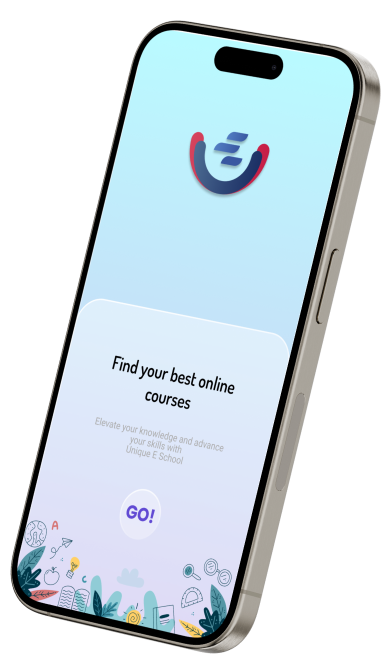 Find your best online
courses
Elevate your knowledge and advance
your skills with
Unique E School
GO!
A